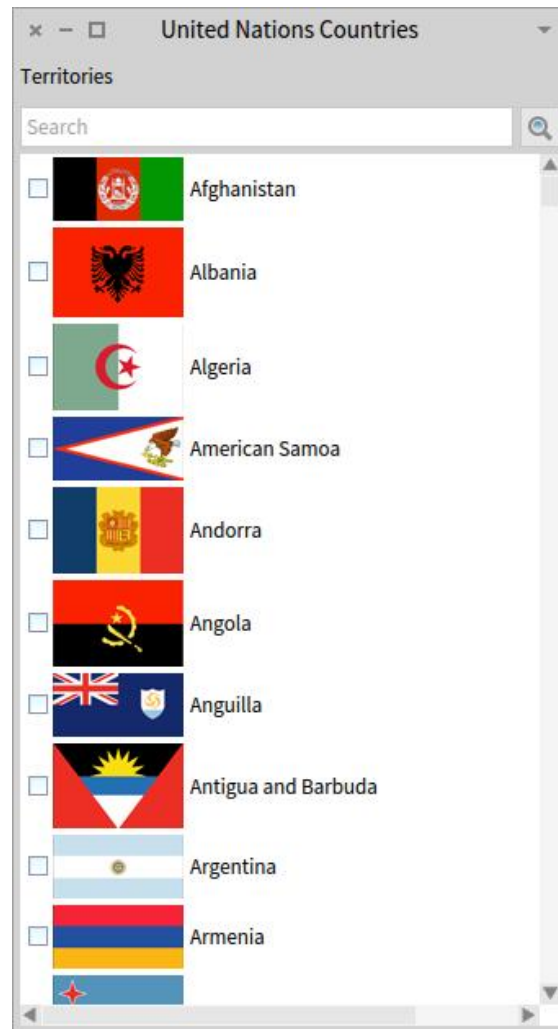 United Nations Countries
Territories
Search
Afghanistan
Albania
Algeria
American Samoa
Andorra
Angola
Anguilla
Antigua and Barbuda
Argentina
Armenia